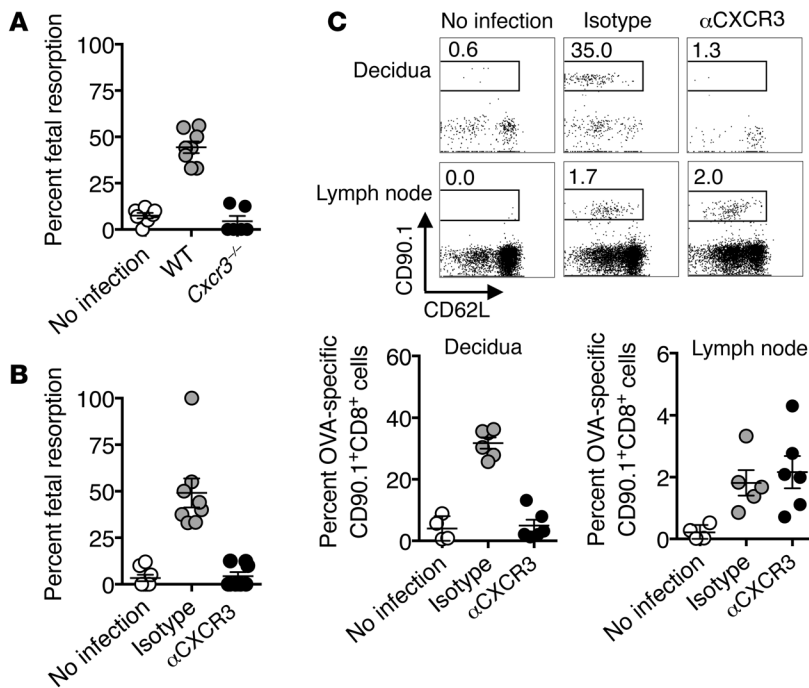 A
Percent fetal resorption
100
75
50
25
0
No infection
WT
Cxcr3⁻/⁻
B
Percent fetal resorption
100
75
50
25
0
No infection
Isotype
αCXCR3
C
No infection
Isotype
αCXCR3
Decidua
0.6
35.0
1.3
Lymph node
0.0
1.7
2.0
CD90.1
CD62L
Decidua
Percent OVA-specific
CD90.1⁺CD8⁺ cells
60
40
20
0
No infection
Isotype
αCXCR3
Lymph node
Percent OVA-specific
CD90.1⁺CD8⁺ cells
6
4
2
0
No infection
Isotype
αCXCR3